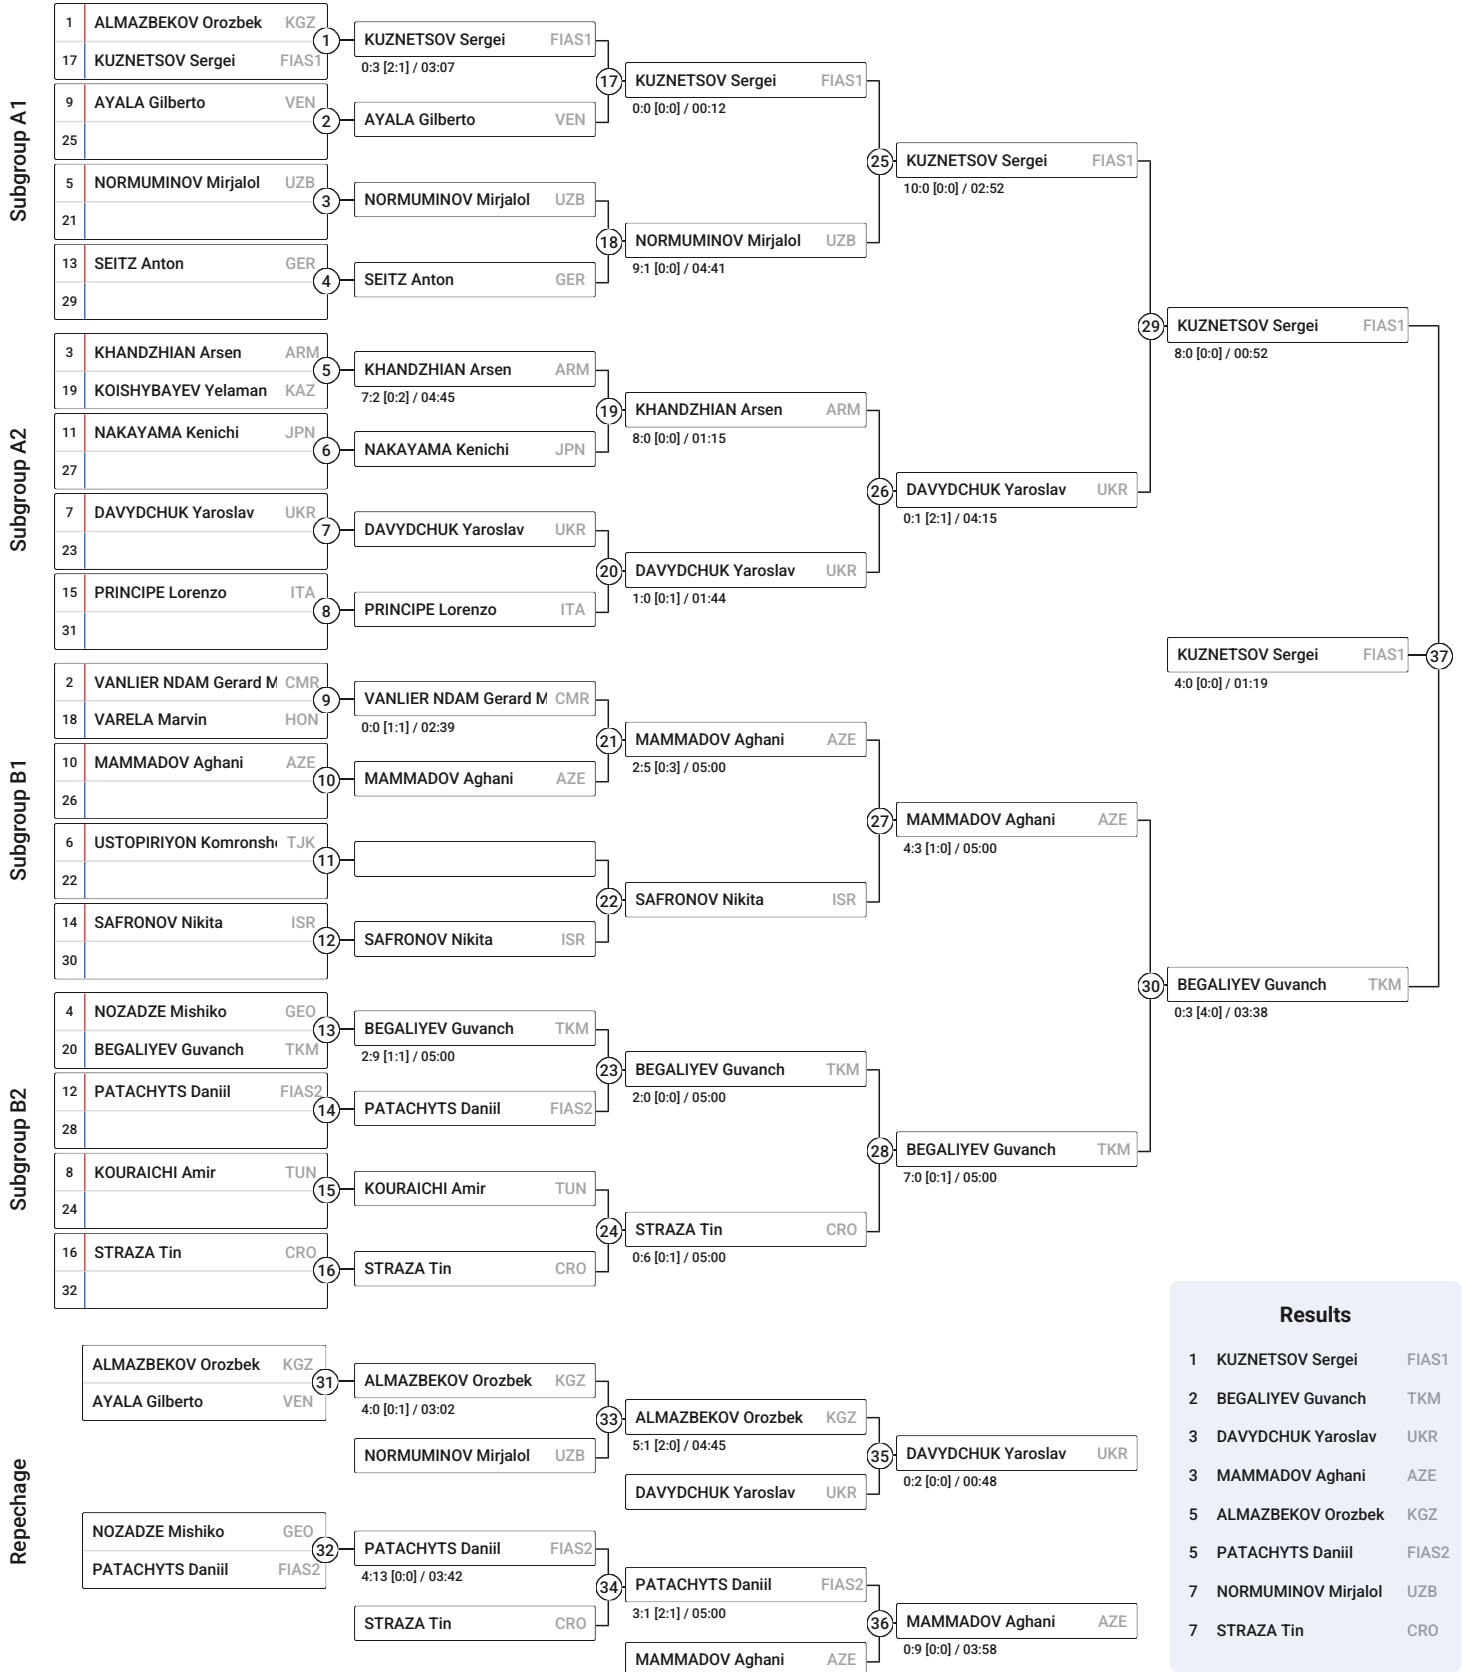 Subgroup A1
1 ALMAZBEKOV Orozbek KGZ
17 KUZNETSOV Sergei FIAS1
1
9 AYALA Gilberto VEN
25
2
5 NORMUMINOV Mirjalol UZB
21
3
13 SEITZ Anton GER
29
4
KUZNETSOV Sergei FIAS1
0:3 [2:1] / 03:07
AYALA Gilberto VEN
17
NORMUMINOV Mirjalol UZB
SEITZ Anton GER
18
KUZNETSOV Sergei FIAS1
0:0 [0:0] / 00:12
NORMUMINOV Mirjalol UZB
9:1 [0:0] / 04:41
25
KUZNETSOV Sergei FIAS1
10:0 [0:0] / 02:52
Subgroup A2
3 KHANDZHIAN Arsen ARM
19 KOISHYBAYEV Yelaman KAZ
5
11 NAKAYAMA Kenichi JPN
27
6
7 DAVYDCHUK Yaroslav UKR
23
7
15 PRINCIPE Lorenzo ITA
31
8
KHANDZHIAN Arsen ARM
7:2 [0:2] / 04:45
NAKAYAMA Kenichi JPN
19
DAVYDCHUK Yaroslav UKR
PRINCIPE Lorenzo ITA
20
KHANDZHIAN Arsen ARM
8:0 [0:0] / 01:15
DAVYDCHUK Yaroslav UKR
1:0 [0:1] / 01:44
26
DAVYDCHUK Yaroslav UKR
0:1 [2:1] / 04:15
29
KUZNETSOV Sergei FIAS1
8:0 [0:0] / 00:52
Subgroup B1
2 VANLIER NDAM Gerard M CMR
18 VARELA Marvin HON
9
10 MAMMADOV Aghani AZE
26
10
6 USTOPIRIYON Komronsh TJK
22
11
14 SAFRONOV Nikita ISR
30
12
VANLIER NDAM Gerard M CMR
0:0 [1:1] / 02:39
MAMMADOV Aghani AZE
21
SAFRONOV Nikita ISR
22
MAMMADOV Aghani AZE
2:5 [0:3] / 05:00
SAFRONOV Nikita ISR
27
MAMMADOV Aghani AZE
4:3 [1:0] / 05:00
Subgroup B2
4 NOZADZE Mishiko GEO
20 BEGALIYEV Guvanch TKM
13
12 PATACHYTS Daniil FIAS2
28
14
8 KOURAICHI Amir TUN
24
15
16 STRAZA Tin CRO
32
16
BEGALIYEV Guvanch TKM
2:9 [1:1] / 05:00
PATACHYTS Daniil FIAS2
23
KOURAICHI Amir TUN
STRAZA Tin CRO
24
BEGALIYEV Guvanch TKM
2:0 [0:0] / 05:00
STRAZA Tin CRO
0:6 [0:1] / 05:00
28
BEGALIYEV Guvanch TKM
7:0 [0:1] / 05:00
30
BEGALIYEV Guvanch TKM
0:3 [4:0] / 03:38
KUZNETSOV Sergei FIAS1
37
4:0 [0:0] / 01:19
Repechage
ALMAZBEKOV Orozbek KGZ
AYALA Gilberto VEN
31
ALMAZBEKOV Orozbek KGZ
4:0 [0:1] / 03:02
NORMUMINOV Mirjalol UZB
33
ALMAZBEKOV Orozbek KGZ
5:1 [2:0] / 04:45
DAVYDCHUK Yaroslav UKR
35
DAVYDCHUK Yaroslav UKR
0:2 [0:0] / 00:48
NOZADZE Mishiko GEO
PATACHYTS Daniil FIAS2
32
PATACHYTS Daniil FIAS2
4:13 [0:0] / 03:42
STRAZA Tin CRO
34
PATACHYTS Daniil FIAS2
3:1 [2:1] / 05:00
MAMMADOV Aghani AZE
36
MAMMADOV Aghani AZE
0:9 [0:0] / 03:58
Results
1 KUZNETSOV Sergei FIAS1
2 BEGALIYEV Guvanch TKM
3 DAVYDCHUK Yaroslav UKR
3 MAMMADOV Aghani AZE
5 ALMAZBEKOV Orozbek KGZ
5 PATACHYTS Daniil FIAS2
7 NORMUMINOV Mirjalol UZB
7 STRAZA Tin CRO